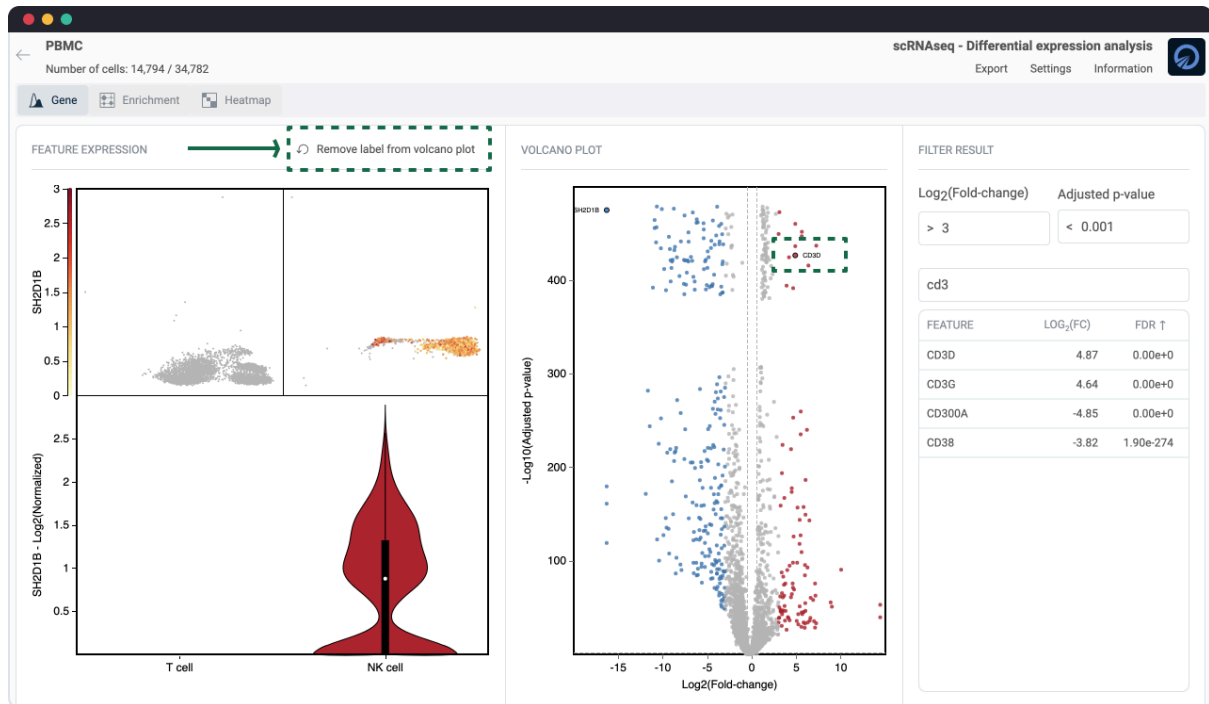 PBMC
Number of cells: 14,794 / 34,782
scRNAseq - Differential expression analysis
Export Settings Information
Gene Enrichment Heatmap
FEATURE EXPRESSION
Remove label from volcano plot
3
2.5
2
1.5
1
0.5
0
SH2D1B
2.5
2
1.5
1
0.5
SH2D1B - Log2(Normalized)
T cell NK cell
VOLCANO PLOT
SH2D1B
CD3D
400
300
200
100
-Log10(Adjusted p-value)
-15 -10 -5 0 5 10
Log2(Fold-change)
FILTER RESULT
Log2(Fold-change) Adjusted p-value
> 3 < 0.001
cd3
FEATURE LOG2(FC) FDR ↑
CD3D 4.87 0.00e+0
CD3G 4.64 0.00e+0
CD300A -4.85 0.00e+0
CD38 -3.82 1.90e-274